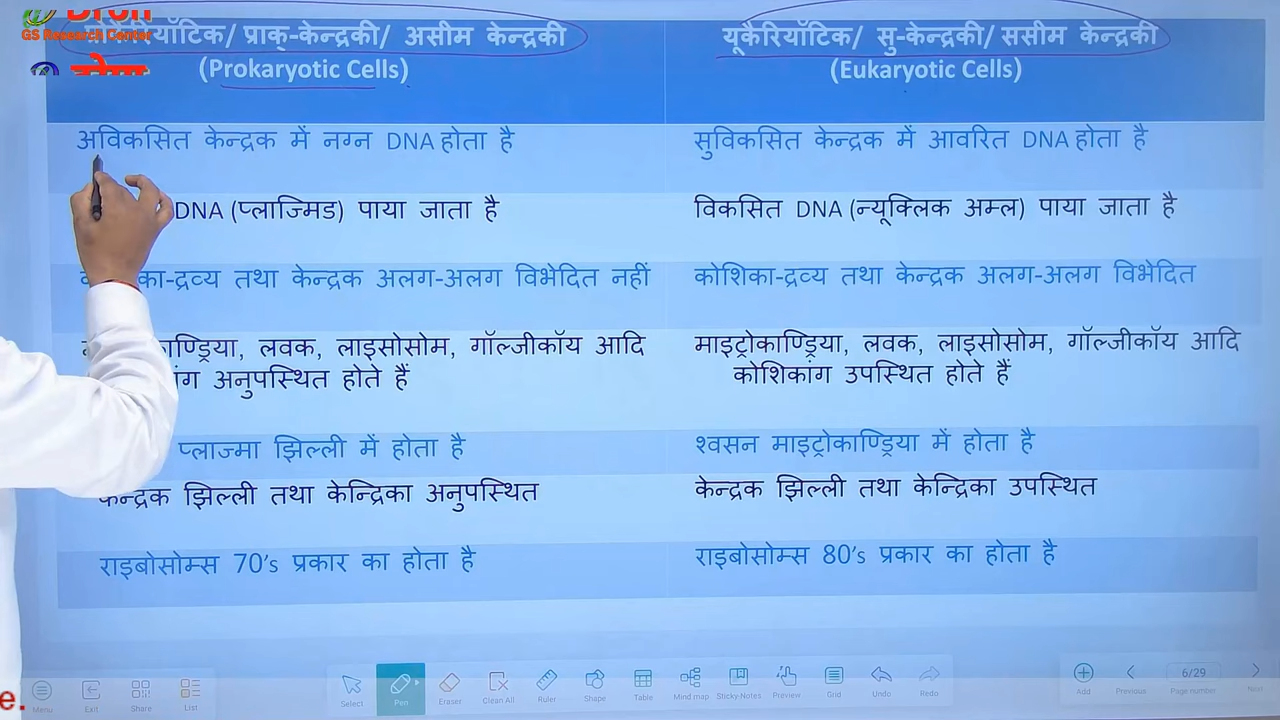 GS Research Center
प्राक्-केन्द्रकी/ असीम केन्द्रकी
(Prokaryotic Cells)
यूकैरियॉटिक/ सु-केन्द्रकी/ ससीम केन्द्रकी
(Eukaryotic Cells)
अविकसित केन्द्रक में नग्न DNA होता है
सुविकसित केन्द्रक में आवरित DNA होता है
DNA (प्लाज्मिड) पाया जाता है
विकसित DNA (न्यूक्लिक अम्ल) पाया जाता है
का-द्रव्य तथा केन्द्रक अलग-अलग विभेदित नहीं
कोशिका-द्रव्य तथा केन्द्रक अलग-अलग विभेदित
लवक, लाइसोसोम, गॉल्जीकॉय आदि
अनुपस्थित होते हैं
माइट्रोकाण्ड्रिया, लवक, लाइसोसोम, गॉल्जीकॉय आदि
कोशिकांग उपस्थित होते हैं
प्लाज्मा झिल्ली में होता है
श्वसन माइट्रोकाण्ड्रिया में होता है
केन्द्रक झिल्ली तथा केन्द्रिका अनुपस्थित
केन्द्रक झिल्ली तथा केन्द्रिका उपस्थित
राइबोसोम्स 70's प्रकार का होता है
राइबोसोम्स 80's प्रकार का होता है
e.
Menu
Exit
Share
List
Select
Pen
Eraser
Clean All
Ruler
Shape
Table
Mind map
Sticky-Notes
Preview
Grid
Undo
Redo
Add
Previous
6/29
Page number
Next